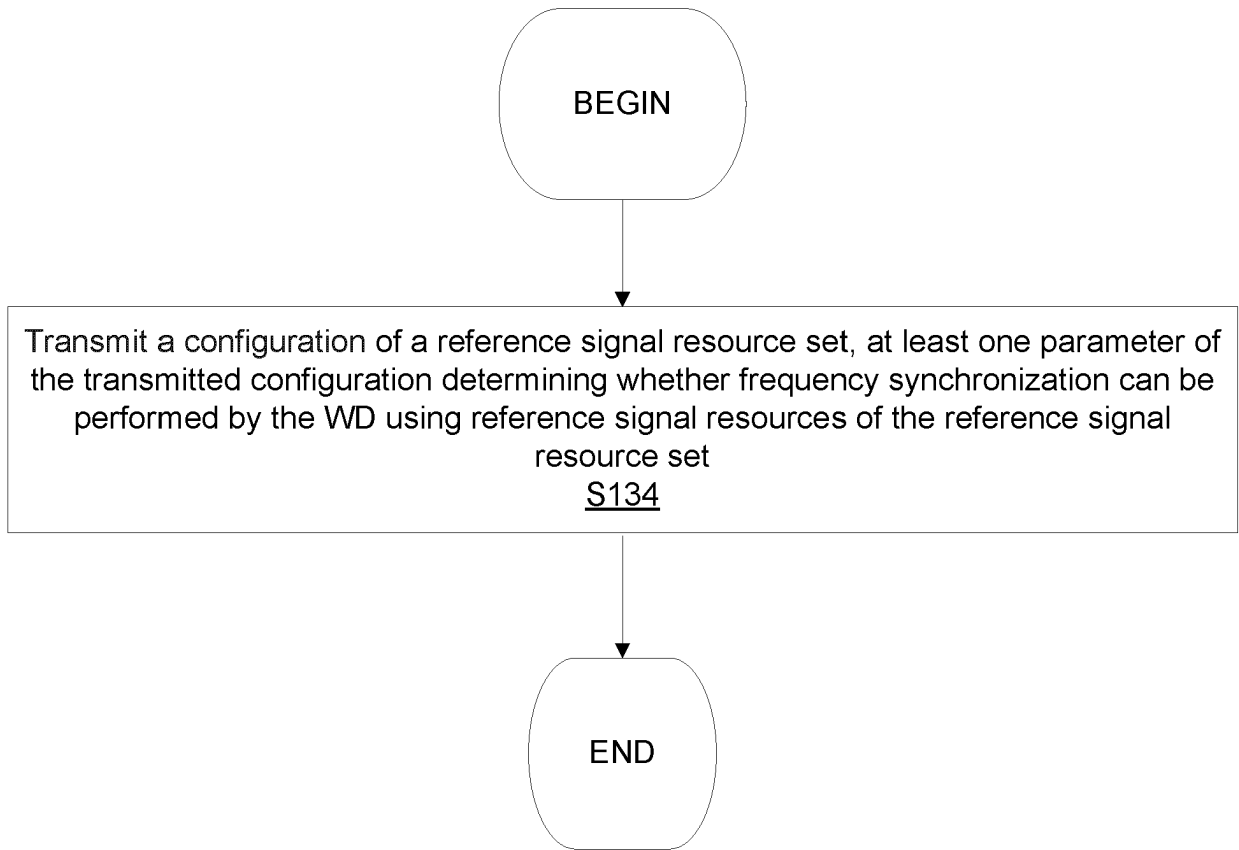 BEGIN
Transmit a configuration of a reference signal resource set, at least one parameter of
the transmitted configuration determining whether frequency synchronization can be
performed by the WD using reference signal resources of the reference signal
resource set
S134
END